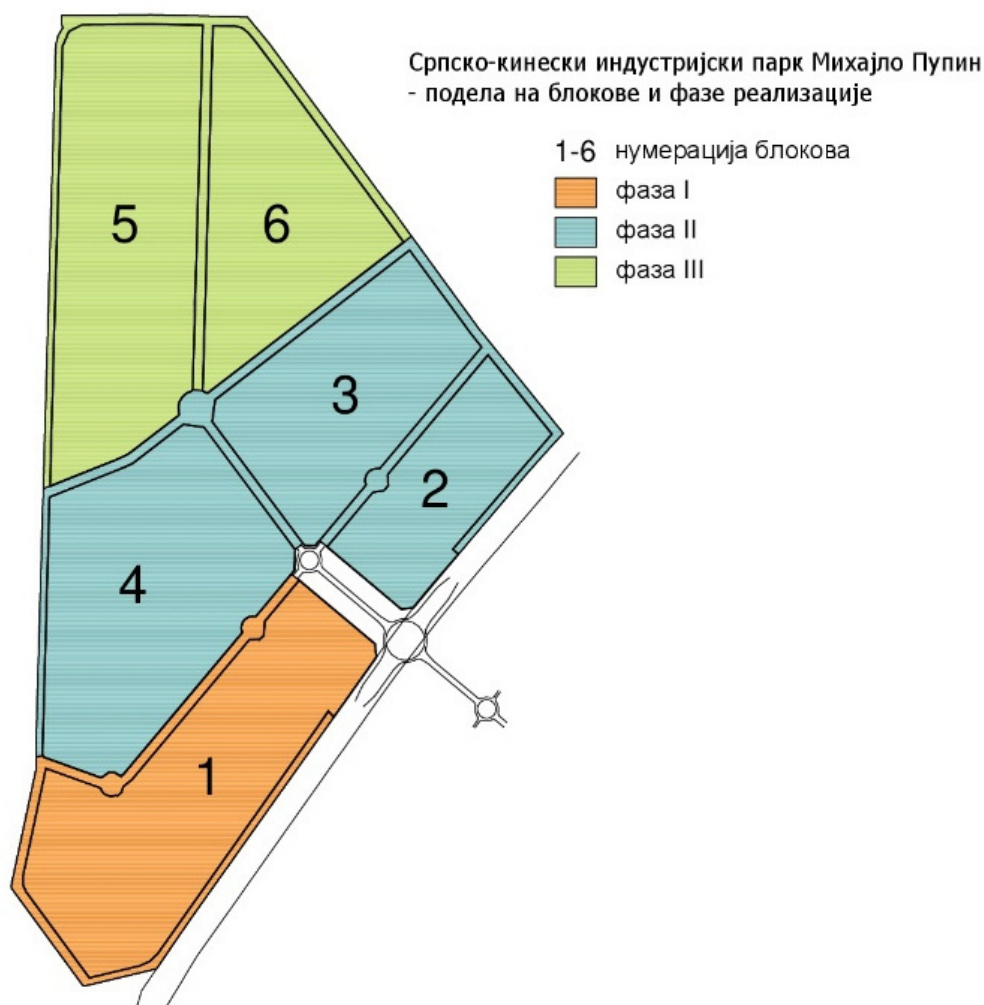 Српско-кинески индустријски парк Михајло Пупин
- подела на блокове и фазе реализације
1-6 нумерација блокова
фаза I
фаза II
фаза III
5
6
3
2
4
1